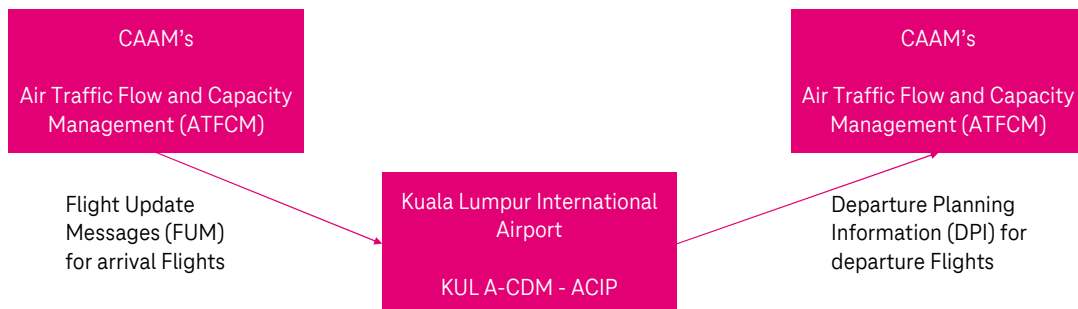 CAAM's
Air Traffic Flow and Capacity
Management (ATFCM)
CAAM's
Air Traffic Flow and Capacity
Management (ATFCM)
Flight Update
Messages (FUM)
for arrival Flights
Kuala Lumpur International
Airport
KUL A-CDM - ACIP
Departure Planning
Information (DPI) for
departure Flights